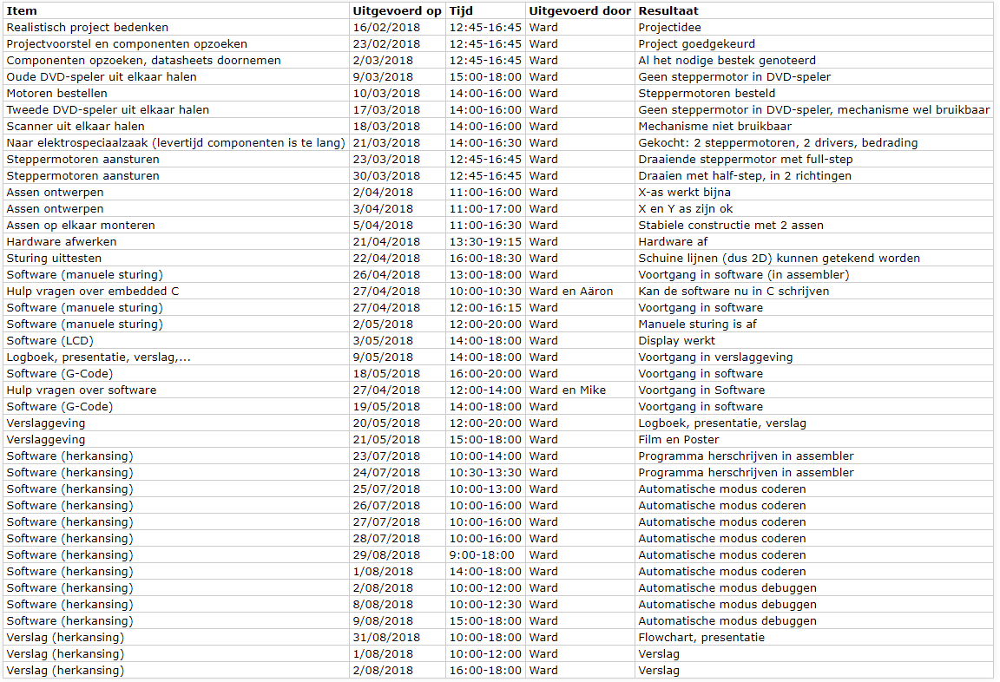 Item Uitgevoerd op Tijd Uitgevoerd door Resultaat
Realistisch project bedenken 16/02/2018 12:45-16:45 Ward Projectidee
Projectvoorstel en componenten opzoeken 23/02/2018 12:45-16:45 Ward Project goedgekeurd
Componenten opzoeken, datasheets doornemen 2/03/2018 12:45-16:45 Ward Al het nodige bestek genoteerd
Oude DVD-speler uit elkaar halen 9/03/2018 15:00-18:00 Ward Geen steppermotor in DVD-speler
Motoren bestellen 10/03/2018 14:00-16:00 Ward Steppermotoren besteld
Tweede DVD-speler uit elkaar halen 17/03/2018 14:00-16:00 Ward Geen steppermotor in DVD-speler, mechanisme wel bruikbaar
Scanner uit elkaar halen 18/03/2018 14:00-16:00 Ward Mechanisme niet bruikbaar
Naar elektrospeciaalzaak (levertijd componenten is te lang) 21/03/2018 14:00-16:30 Ward Gekocht: 2 steppermotoren, 2 drivers, bedrading
Steppermotoren aansturen 23/03/2018 12:45-16:45 Ward Draaiende steppermotor met full-step
Steppermotoren aansturen 30/03/2018 12:45-16:45 Ward Draaien met half-step, in 2 richtingen
Assen ontwerpen 2/04/2018 11:00-16:00 Ward X-as werkt bijna
Assen ontwerpen 3/04/2018 11:00-17:00 Ward X en Y as zijn ok
Assen op elkaar monteren 5/04/2018 11:00-16:30 Ward Stabiele constructie met 2 assen
Hardware afwerken 21/04/2018 13:30-19:15 Ward Hardware af
Sturing uittesten 22/04/2018 16:00-18:30 Ward Schuine lijnen (dus 2D) kunnen getekend worden
Software (manuele sturing) 26/04/2018 13:00-18:00 Ward Voortgang in software (in assembler)
Hulp vragen over embedded C 27/04/2018 10:00-10:30 Ward en Aäron Kan de software nu in C schrijven
Software (manuele sturing) 27/04/2018 12:00-16:15 Ward Voortgang in software
Software (manuele sturing) 2/05/2018 12:00-20:00 Ward Manuele sturing is af
Software (LCD) 3/05/2018 14:00-18:00 Ward Display werkt
Logboek, presentatie, verslag,... 9/05/2018 14:00-18:00 Ward Voortgang in verslaggeving
Software (G-Code) 18/05/2018 16:00-20:00 Ward Voortgang in software
Hulp vragen over software 27/04/2018 12:00-14:00 Ward en Mike Voortgang in Software
Software (G-Code) 19/05/2018 14:00-18:00 Ward Voortgang in software
Verslaggeving 20/05/2018 12:00-20:00 Ward Logboek, presentatie, verslag
Verslaggeving 21/05/2018 15:00-18:00 Ward Film en Poster
Software (herkansing) 23/07/2018 10:00-14:00 Ward Programma herschrijven in assembler
Software (herkansing) 24/07/2018 10:30-13:30 Ward Programma herschrijven in assembler
Software (herkansing) 25/07/2018 10:00-13:00 Ward Automatische modus coderen
Software (herkansing) 26/07/2018 10:00-16:00 Ward Automatische modus coderen
Software (herkansing) 27/07/2018 10:00-16:00 Ward Automatische modus coderen
Software (herkansing) 28/07/2018 10:00-16:00 Ward Automatische modus coderen
Software (herkansing) 29/08/2018 9:00-18:00 Ward Automatische modus coderen
Software (herkansing) 1/08/2018 14:00-18:00 Ward Automatische modus coderen
Software (herkansing) 2/08/2018 10:00-12:00 Ward Automatische modus debuggen
Software (herkansing) 8/08/2018 10:00-12:30 Ward Automatische modus debuggen
Software (herkansing) 9/08/2018 15:00-18:00 Ward Automatische modus debuggen
Verslag (herkansing) 31/08/2018 10:00-18:00 Ward Flowchart, presentatie
Verslag (herkansing) 1/08/2018 10:00-12:00 Ward Verslag
Verslag (herkansing) 2/08/2018 16:00-18:00 Ward Verslag